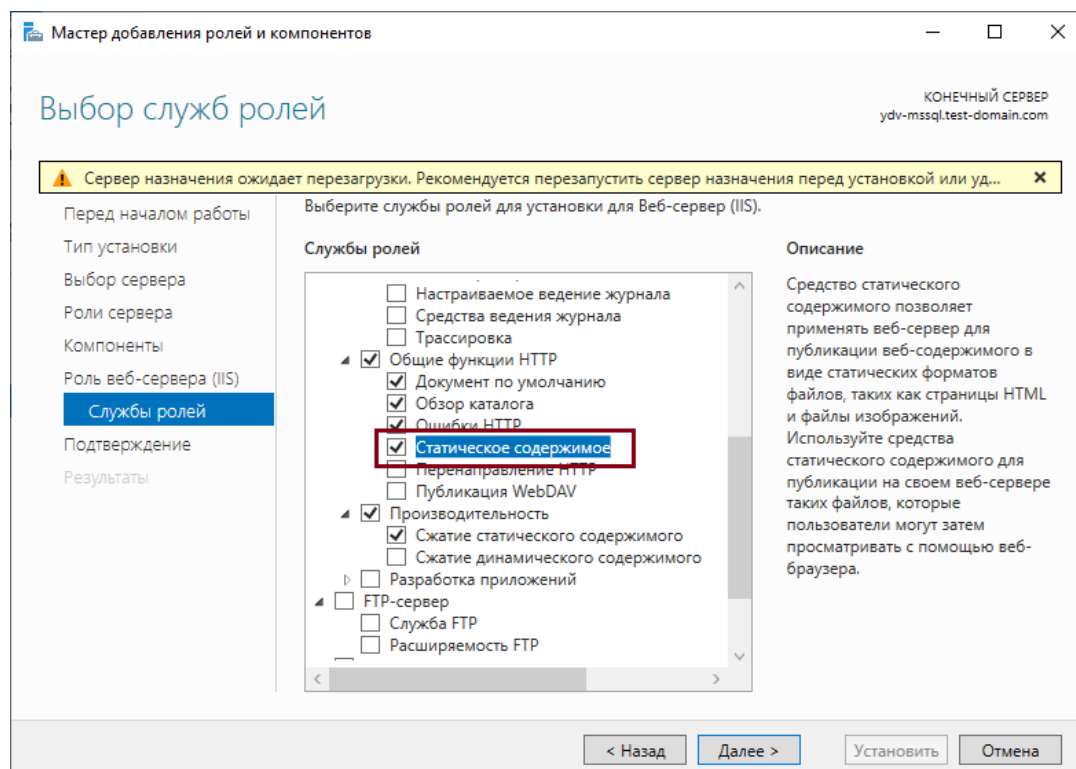 Мастер добавления ролей и компонентов
Выбор служб ролей
КОНЕЧНЫЙ СЕРВЕР
ydv-mssql.test-domain.com
Сервер назначения ожидает перезагрузки. Рекомендуется перезапустить сервер назначения перед установкой или уд...
Перед началом работы
Тип установки
Выбор сервера
Роли сервера
Компоненты
Роль веб-сервера (IIS)
Службы ролей
Подтверждение
Результаты
Выберите службы ролей для установки для Веб-сервер (IIS).
Службы ролей
Настраиваемое ведение журнала
Средства ведения журнала
Трассировка
Общие функции HTTP
Документ по умолчанию
Обзор каталога
Ошибки HTTP
Статическое содержимое
Перенаправление HTTP
Публикация WebDAV
Производительность
Сжатие статического содержимого
Сжатие динамического содержимого
Разработка приложений
FTP-сервер
Служба FTP
Расширяемость FTP
Описание
Средство статического
содержимого позволяет
применять веб-сервер для
публикации веб-содержимого в
виде статических форматов
файлов, таких как страницы HTML
и файлы изображений.
Используйте средства
статического содержимого для
публикации на своем веб-сервере
таких файлов, которые
пользователи могут затем
просматривать с помощью веб-
браузера.
< Назад
Далее >
Установить
Отмена